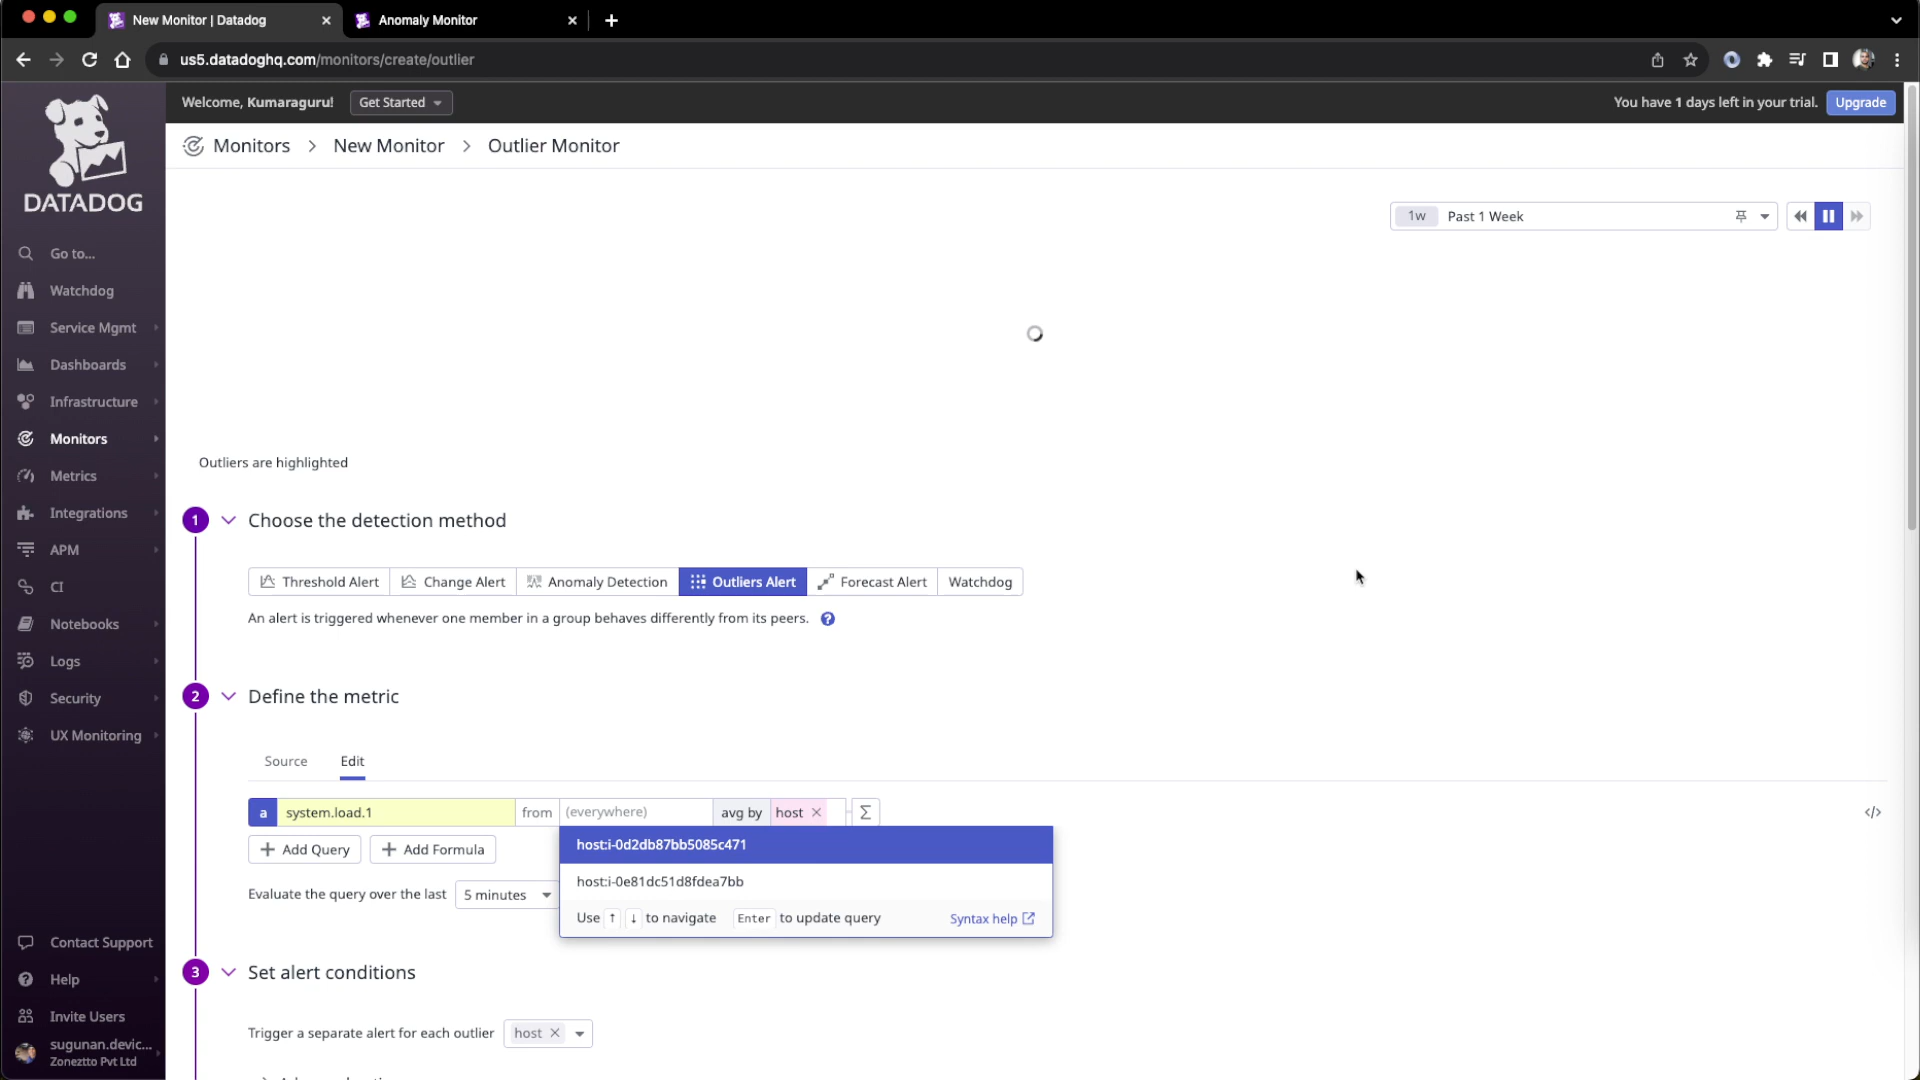 New Monitor | Datadog
Anomaly Monitor
us5.datadoghq.com/monitors/create/outlier
Welcome, Kumaraguru!
Get Started
You have 1 days left in your trial.
Upgrade
DATADOG
Monitors > New Monitor > Outlier Monitor
1w Past 1 Week
Go to...
Watchdog
Service Mgmt
Dashboards
Infrastructure
Monitors
Metrics
Integrations
APM
CI
Notebooks
Logs
Security
UX Monitoring
Contact Support
Help
Invite Users
sugunan.devic...
Zoneztto Pvt Ltd
Outliers are highlighted
1 Choose the detection method
Threshold Alert
Change Alert
Anomaly Detection
Outliers Alert
Forecast Alert
Watchdog
An alert is triggered whenever one member in a group behaves differently from its peers. ?
2 Define the metric
Source
Edit
a system.load.1 from (everywhere) avg by host × Σ </>
+ Add Query
+ Add Formula
host:i-0d2db87bb5085c471
host:i-0e81dc51d8fdea7bb
Use ↑ ↓ to navigate Enter to update query Syntax help
Evaluate the query over the last 5 minutes
3 Set alert conditions
Trigger a separate alert for each outlier host ×